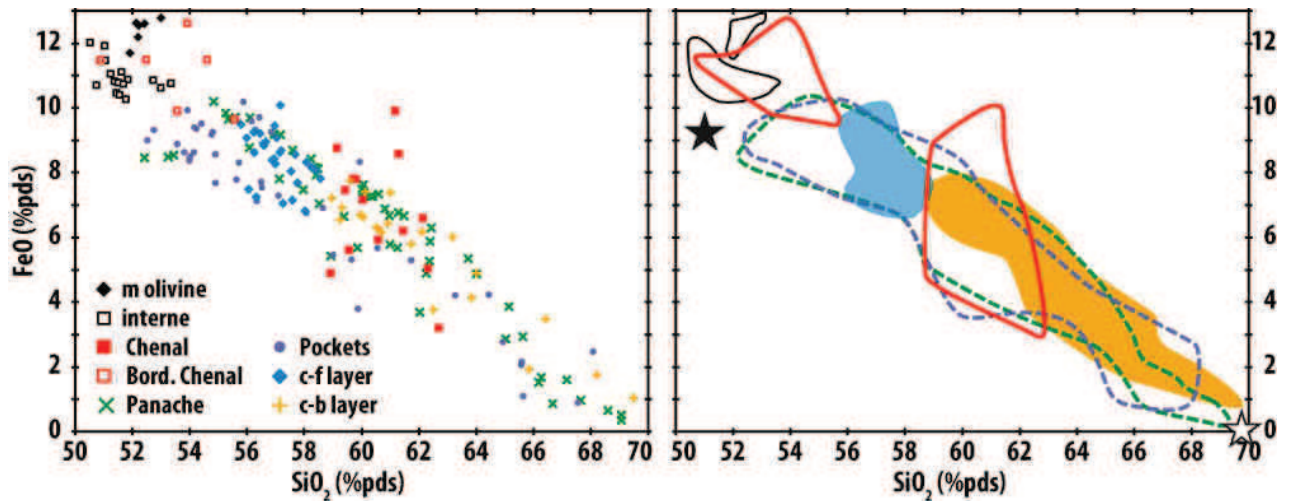 12
10
8
6
4
2
0
FeO (%pds)
m olivine
interne
Chenal
Bord. Chenal
Panache
Pockets
c-f layer
c-b layer
50 52 54 56 58 60 62 64 66 68 70
SiO₂ (%pds)
12
10
8
6
4
2
0
50 52 54 56 58 60 62 64 66 68 70
SiO₂ (%pds)